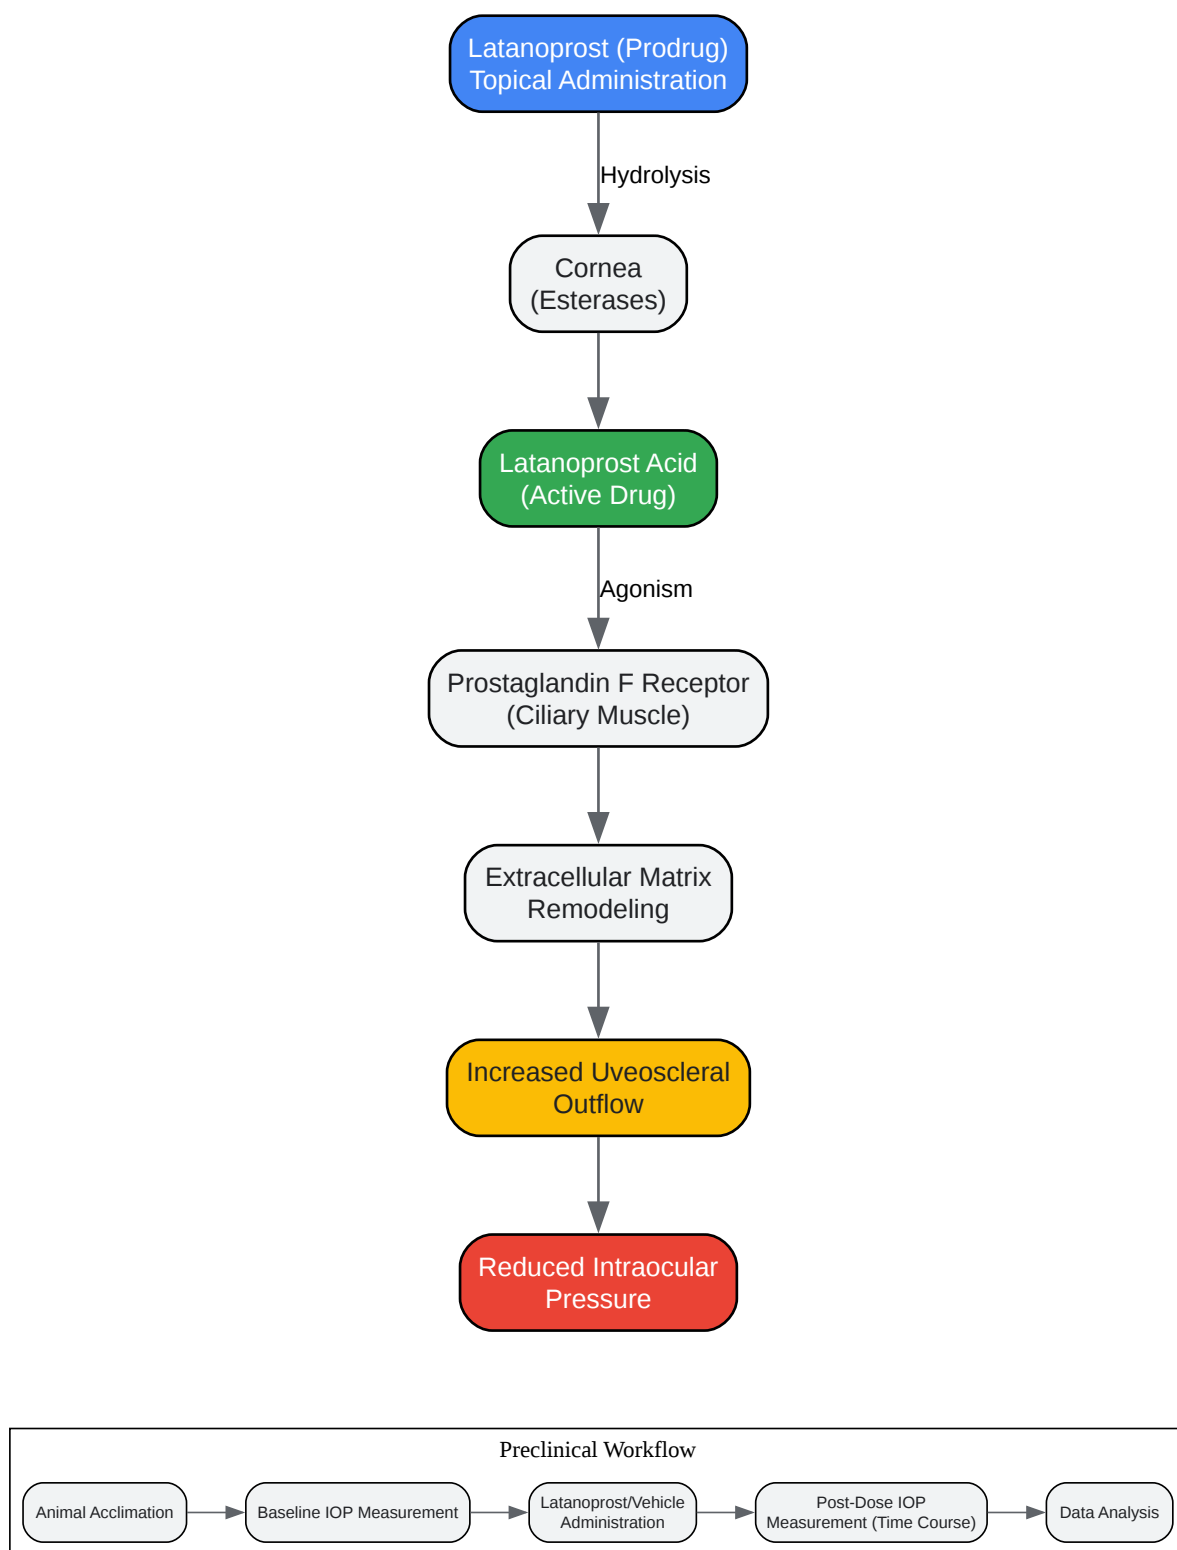 Latanoprost (Prodrug)
Topical Administration
Hydrolysis
Cornea
(Esterases)
Latanoprost Acid
(Active Drug)
Agonism
Prostaglandin F Receptor
(Ciliary Muscle)
Extracellular Matrix
Remodeling
Increased Uveoscleral
Outflow
Reduced Intraocular
Pressure
Preclinical Workflow
Animal Acclimation
Baseline IOP Measurement
Latanoprost/Vehicle
Administration
Post-Dose IOP
Measurement (Time Course)
Data Analysis